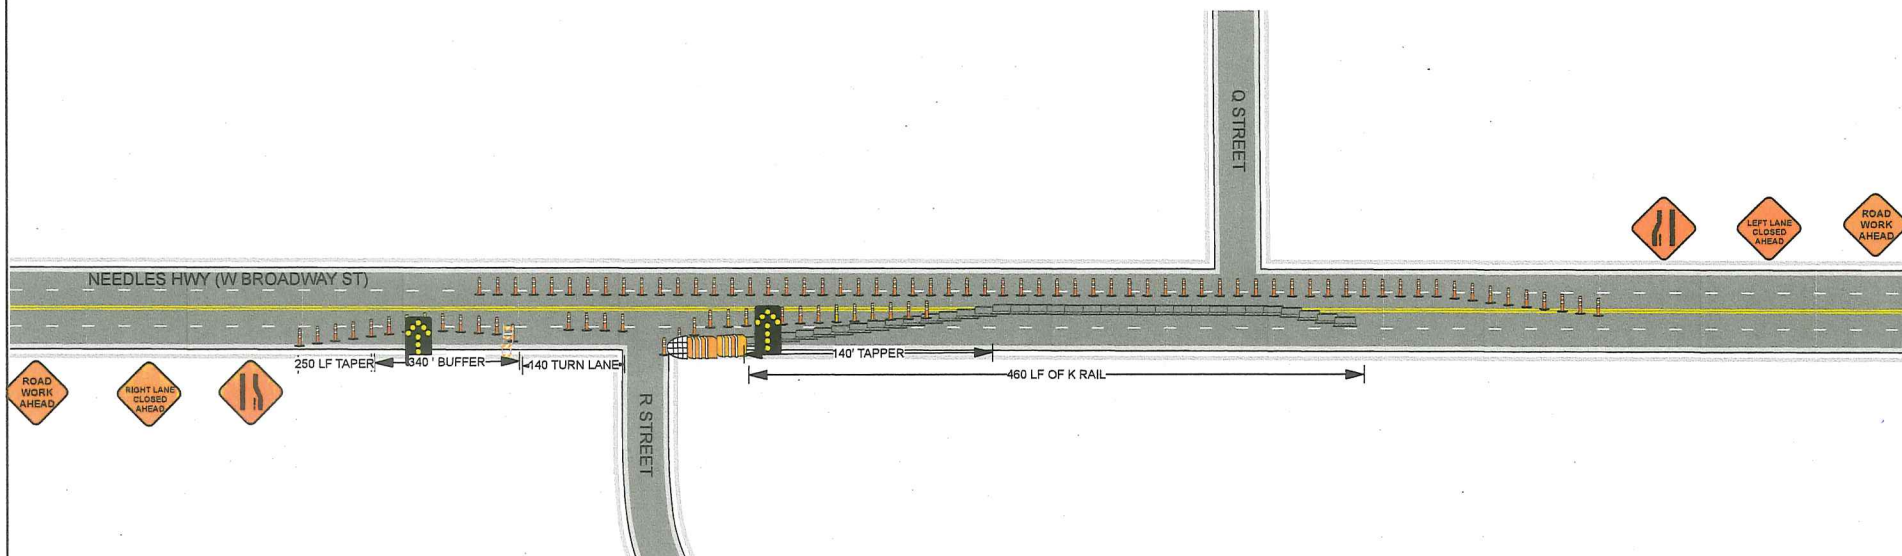 Q STREET
ROAD
WORK
AHEAD
LEFT LANE
CLOSED
AHEAD
NEEDLES HWY (W BROADWAY ST)
250 LF TAPER
340 ' BUFFER
140 TURN LANE
140' TAPPER
460 LF OF K RAIL
ROAD
WORK
AHEAD
RIGHT LANE
CLOSED
AHEAD
R STREET